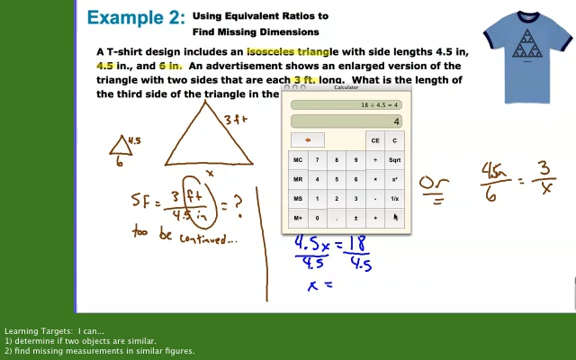 Example 2: Using Equivalent Ratios to
Find Missing Dimensions
A T-shirt design includes an isosceles triangle with side lengths 4.5 in,
4.5 in., and 6 in. An advertisement shows an enlarged version of the
triangle with two sides that are each 3 ft. long. What is the length of
the third side of the triangle in the
Calculator
18 ÷ 4.5 = 4
4
CE C
MC 7 8 9 ÷ Sqrt
MR 4 5 6 × x²
MS 1 2 3 - 1/x
M+ 0 . ± +
4.5
6
3 ft
x
SF = 3 ft / 4.5 in = ?
too be continued...
4.5x = 18
4.5 4.5
x =
Or
4.5 / 6 = 3 / x
Learning Targets: I can...
1) determine if two objects are similar.
2) find missing measurements in similar figures.